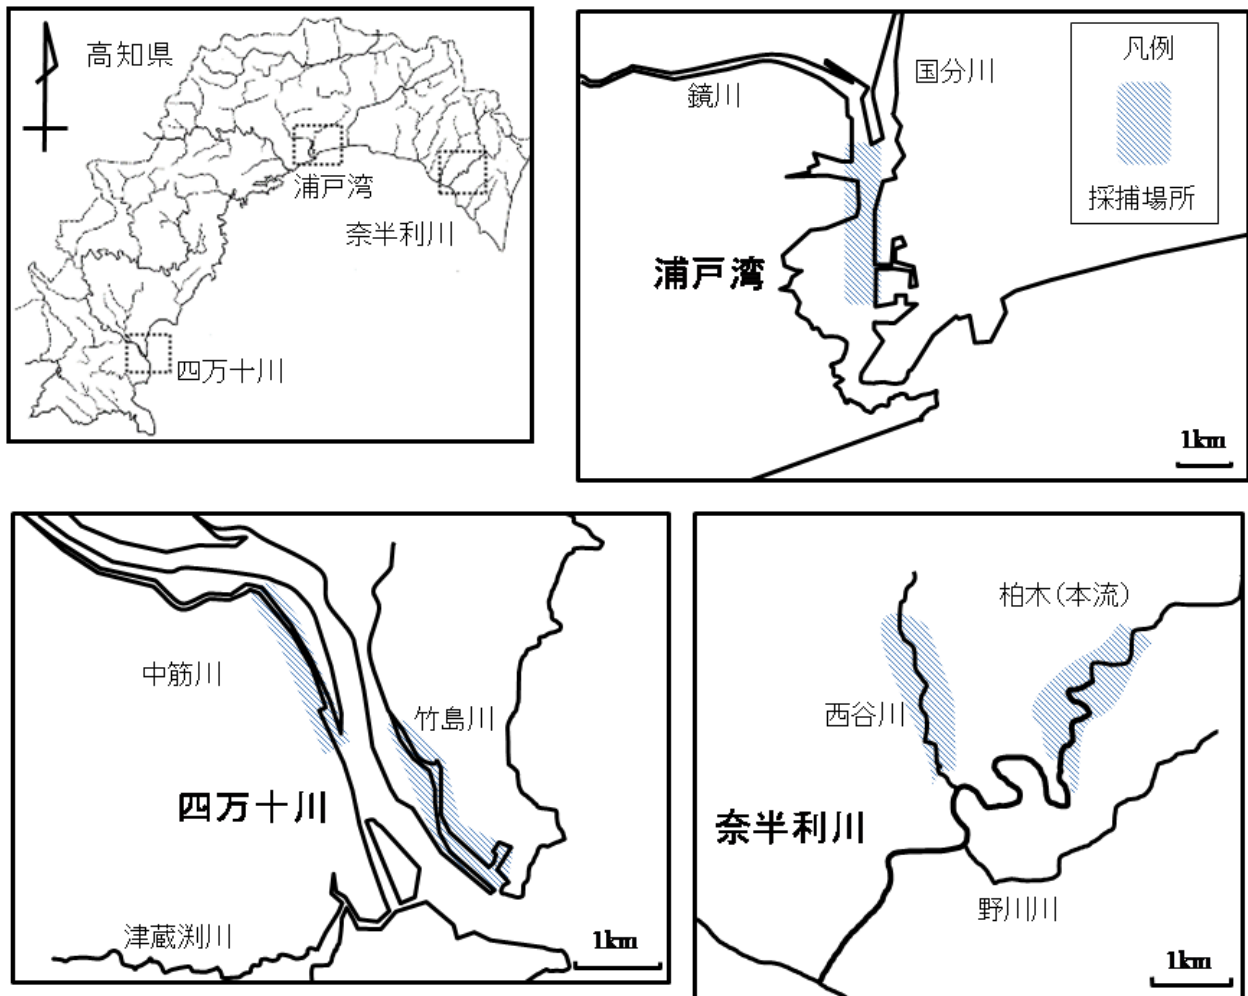 高知県
浦戸湾
奈半利川
四万十川
国分川
鏡川
浦戸湾
凡例
採捕場所
1km
中筋川
竹島川
四万十川
津蔵渕川
1km
柏木(本流)
西谷川
奈半利川
野川川
1km